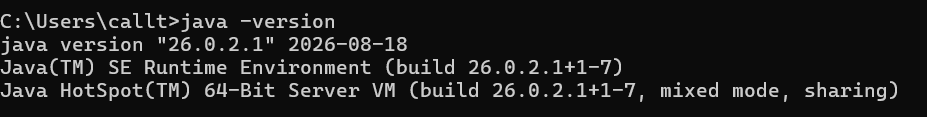 C:\Users\callt>java -version
java version "26.0.2.1" 2026-08-18
Java(TM) SE Runtime Environment (build 26.0.2.1+1-7)
Java HotSpot(TM) 64-Bit Server VM (build 26.0.2.1+1-7, mixed mode, sharing)